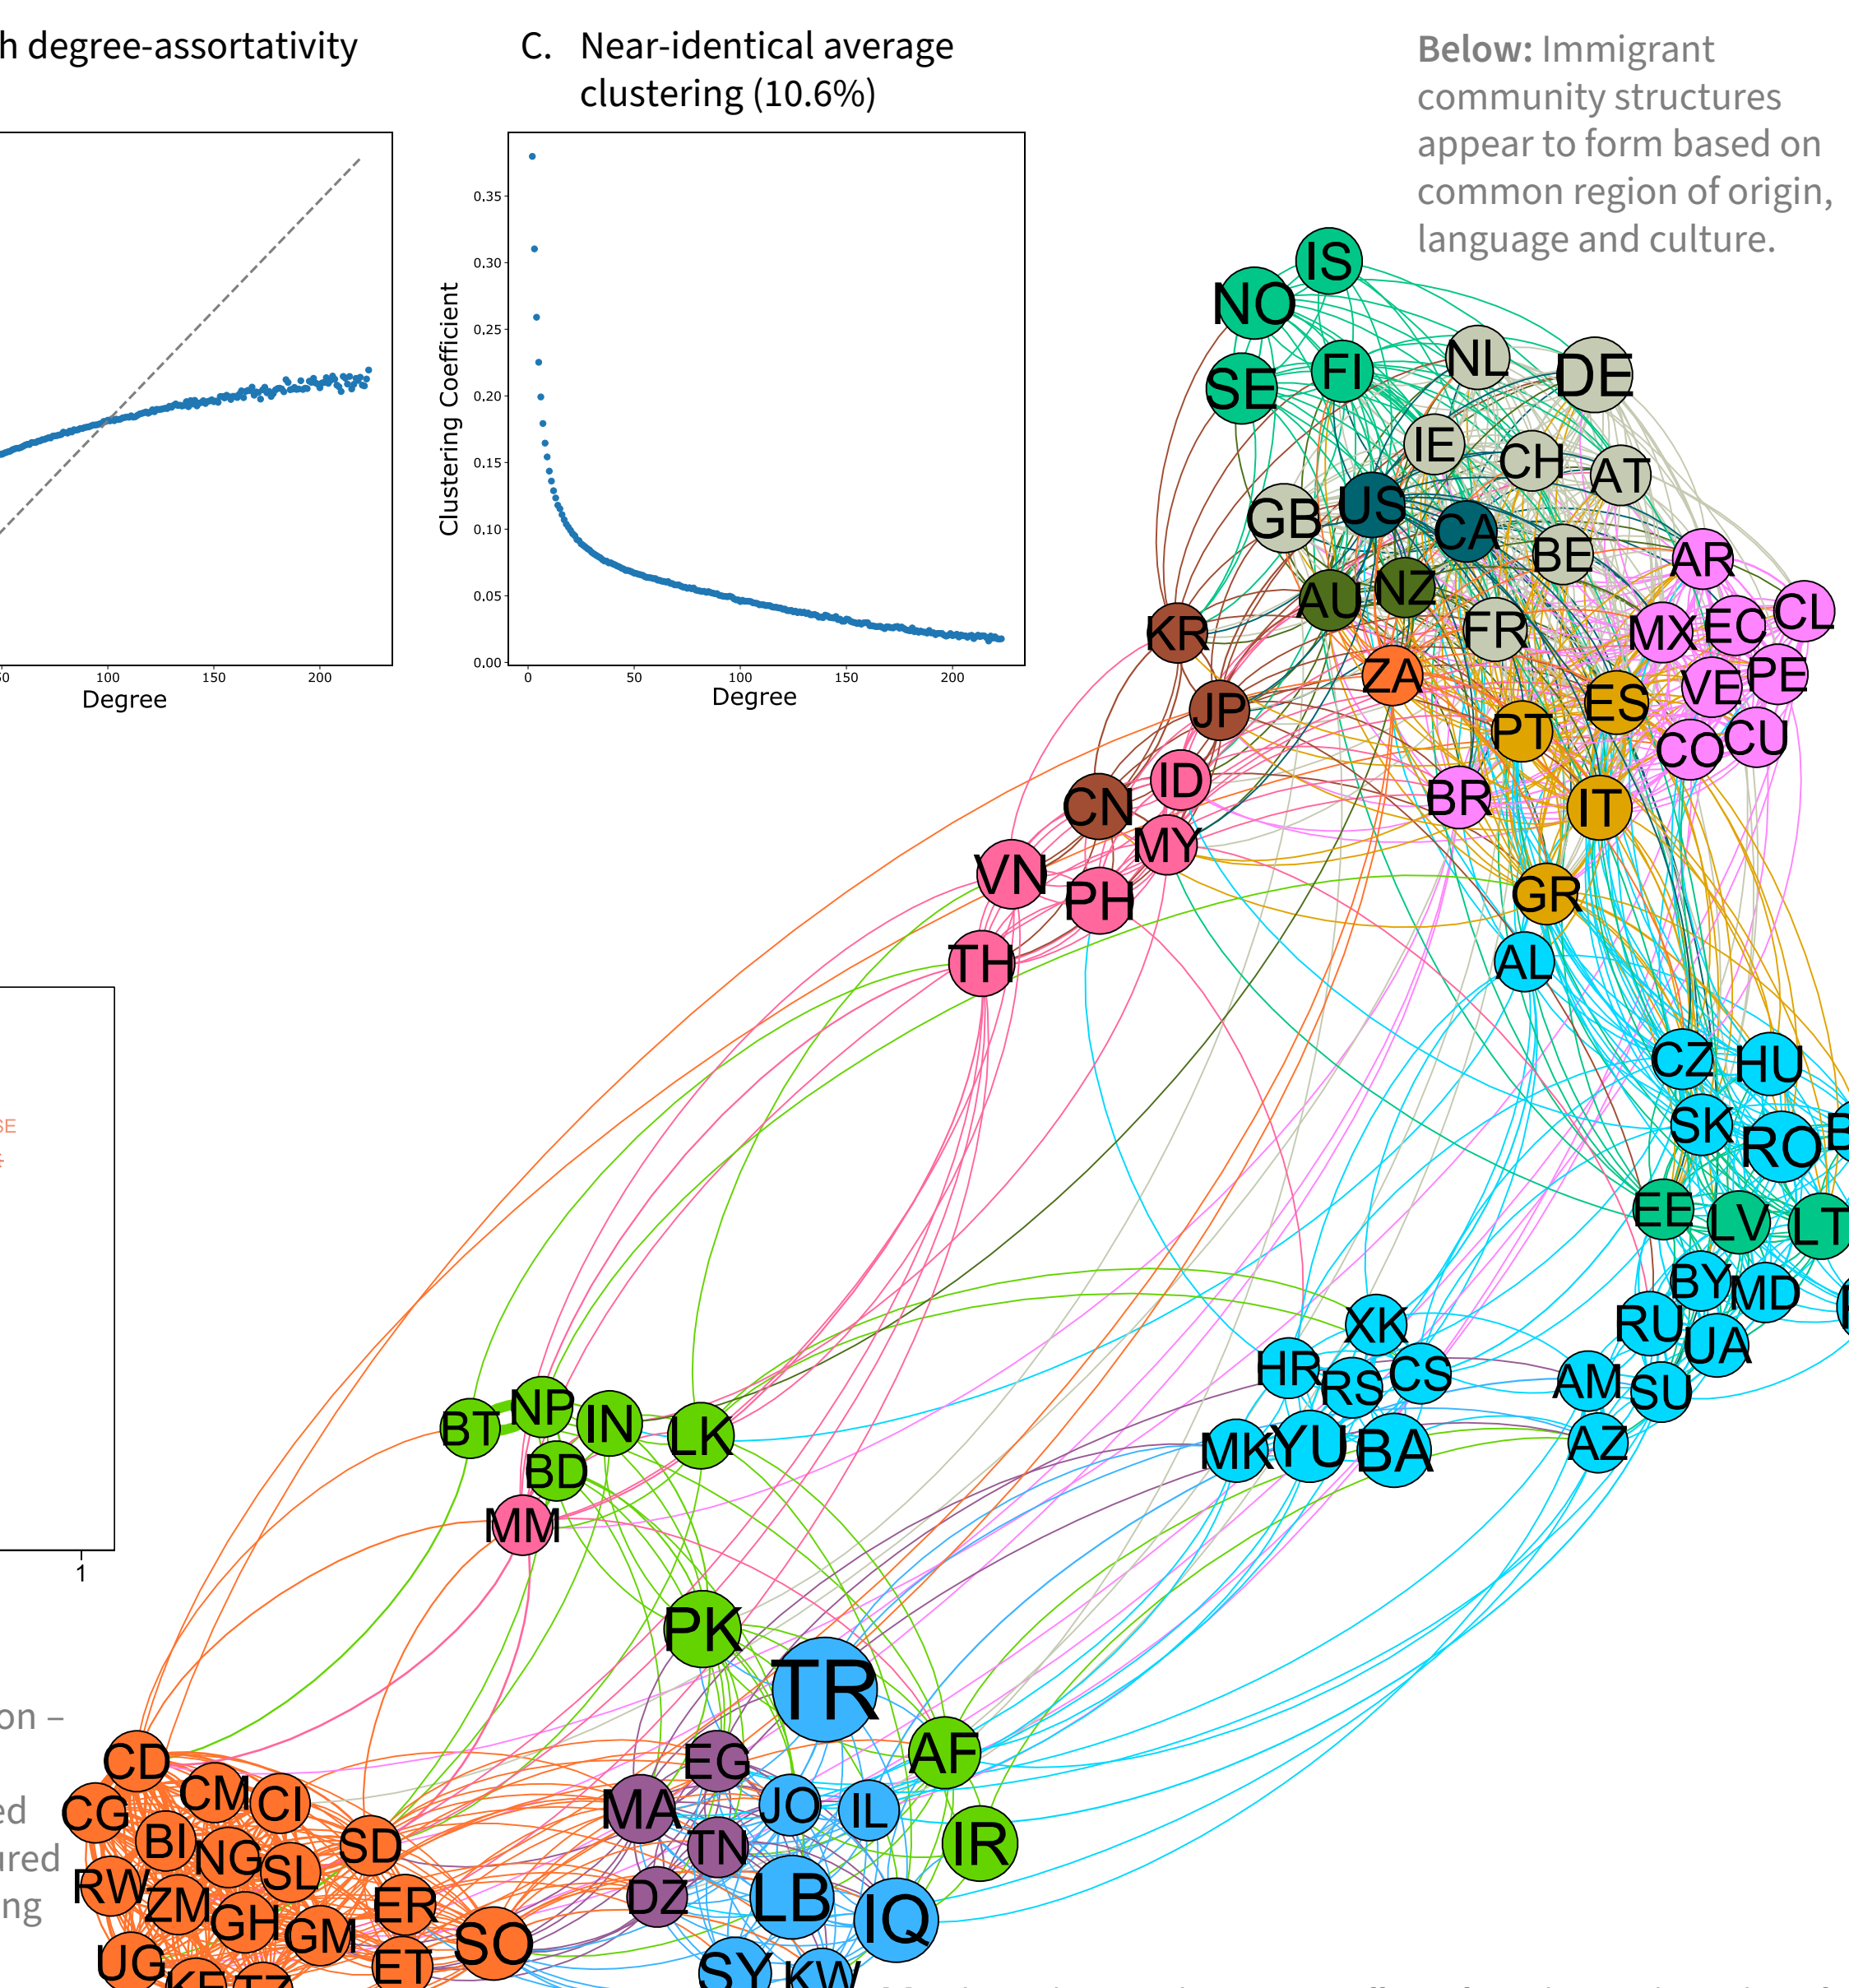 h degree-assortativity
C. Near-identical average
clustering (10.6%)
Below: Immigrant
community structures
appear to form based on
common region of origin,
language and culture.
0.35
0.30
0.25
0.20
0.15
0.10
0.05
0.00
Clustering Coefficient
50 100 150 200
Degree
0 50 100 150 200
Degree
IS
NO
SE
FI
NL
DE
IE
CH
AT
GB
US
CA
BE
AR
AU
NZ
FR
MX
EC
CL
KR
ZA
VE
PE
JP
PT
ES
CO
CU
ID
BR
IT
CN
MY
VN
PH
GR
TH
AL
CZ
HU
SK
RO
EE
LV
LT
BY
MD
RU
UA
XK
HR
RS
CS
AM
SU
MK
YU
BA
AZ
SE
1
BT
NP
IN
LK
BD
MM
PK
TR
AF
IR
EG
MA
JO
IL
TN
DZ
LB
IQ
SY
KW
on –
ed
ured
ng
CD
CG
CM
CI
BI
NG
SL
SD
RW
ZM
GH
GM
ER
SO
UG
KE
TZ
ET